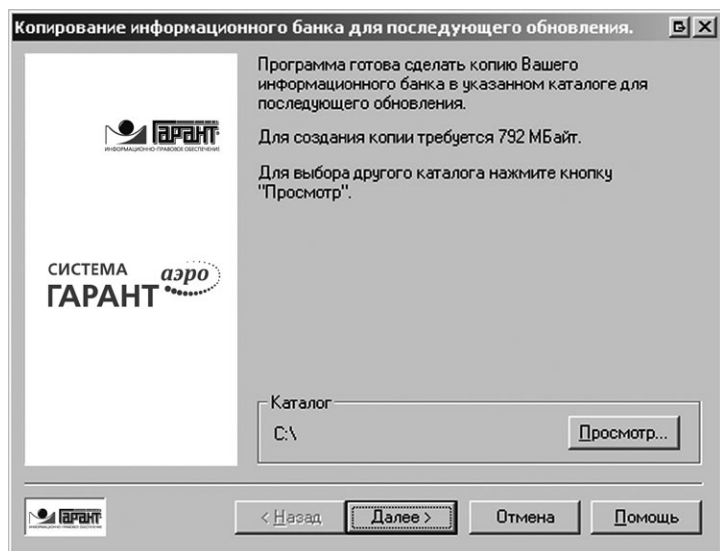 Копирование информационного банка для последующего обновления.
Программа готова сделать копию Вашего
информационного банка в указанном каталоге для
последующего обновления.
Для создания копии требуется 792 МБайт.
Для выбора другого каталога нажмите кнопку
"Просмотр".
Гарант
ИНФОРМАЦИОННО-ПРАВОВОЕ ОБЕСПЕЧЕНИЕ
СИСТЕМА
ГАРАНТ аэро
Каталог
C:\
Просмотр...
Гарант
< Назад
Далее >
Отмена
Помощь